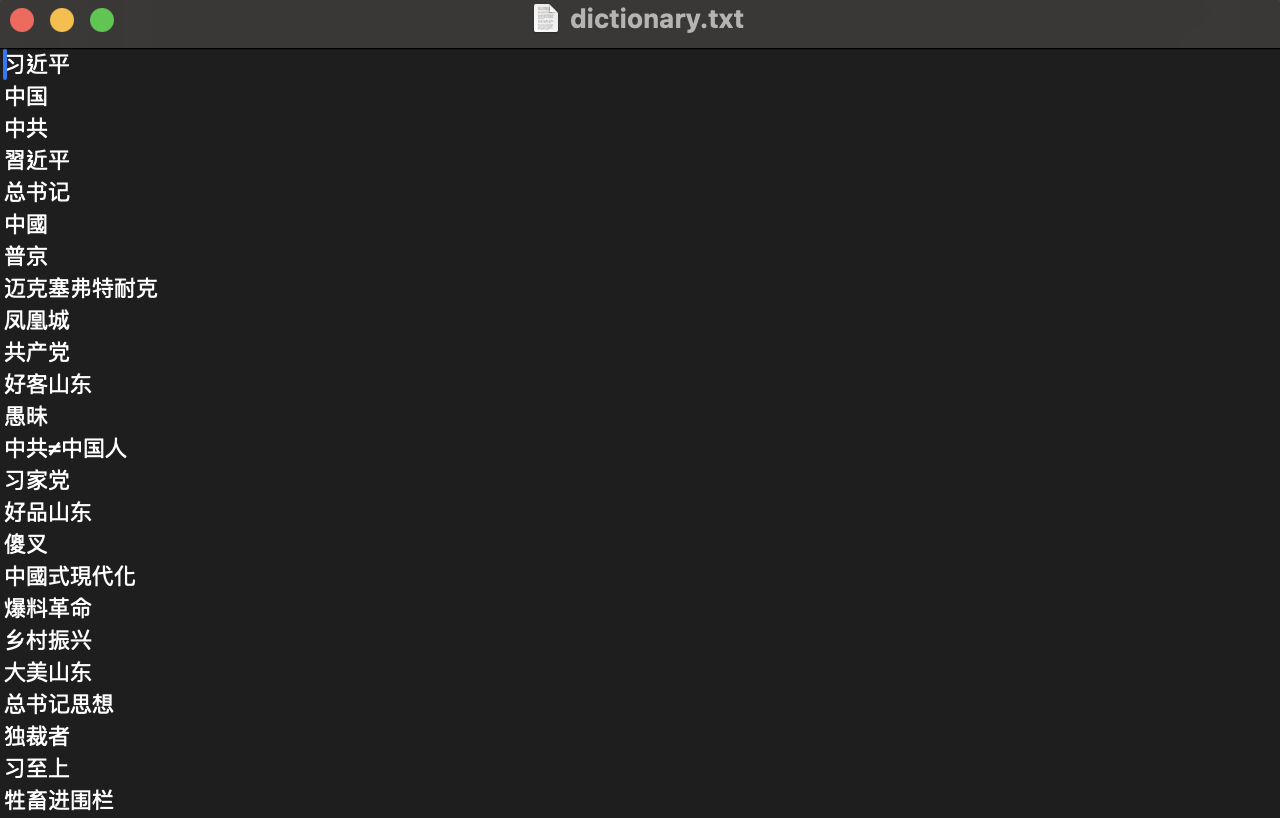 dictionary.txt
习近平
中国
中共
習近平
总书记
中國
普京
迈克塞弗特耐克
凤凰城
共产党
好客山东
愚昧
中共≠中国人
习家党
好品山东
傻叉
中國式現代化
爆料革命
乡村振兴
大美山东
总书记思想
独裁者
习至上
牲畜进围栏